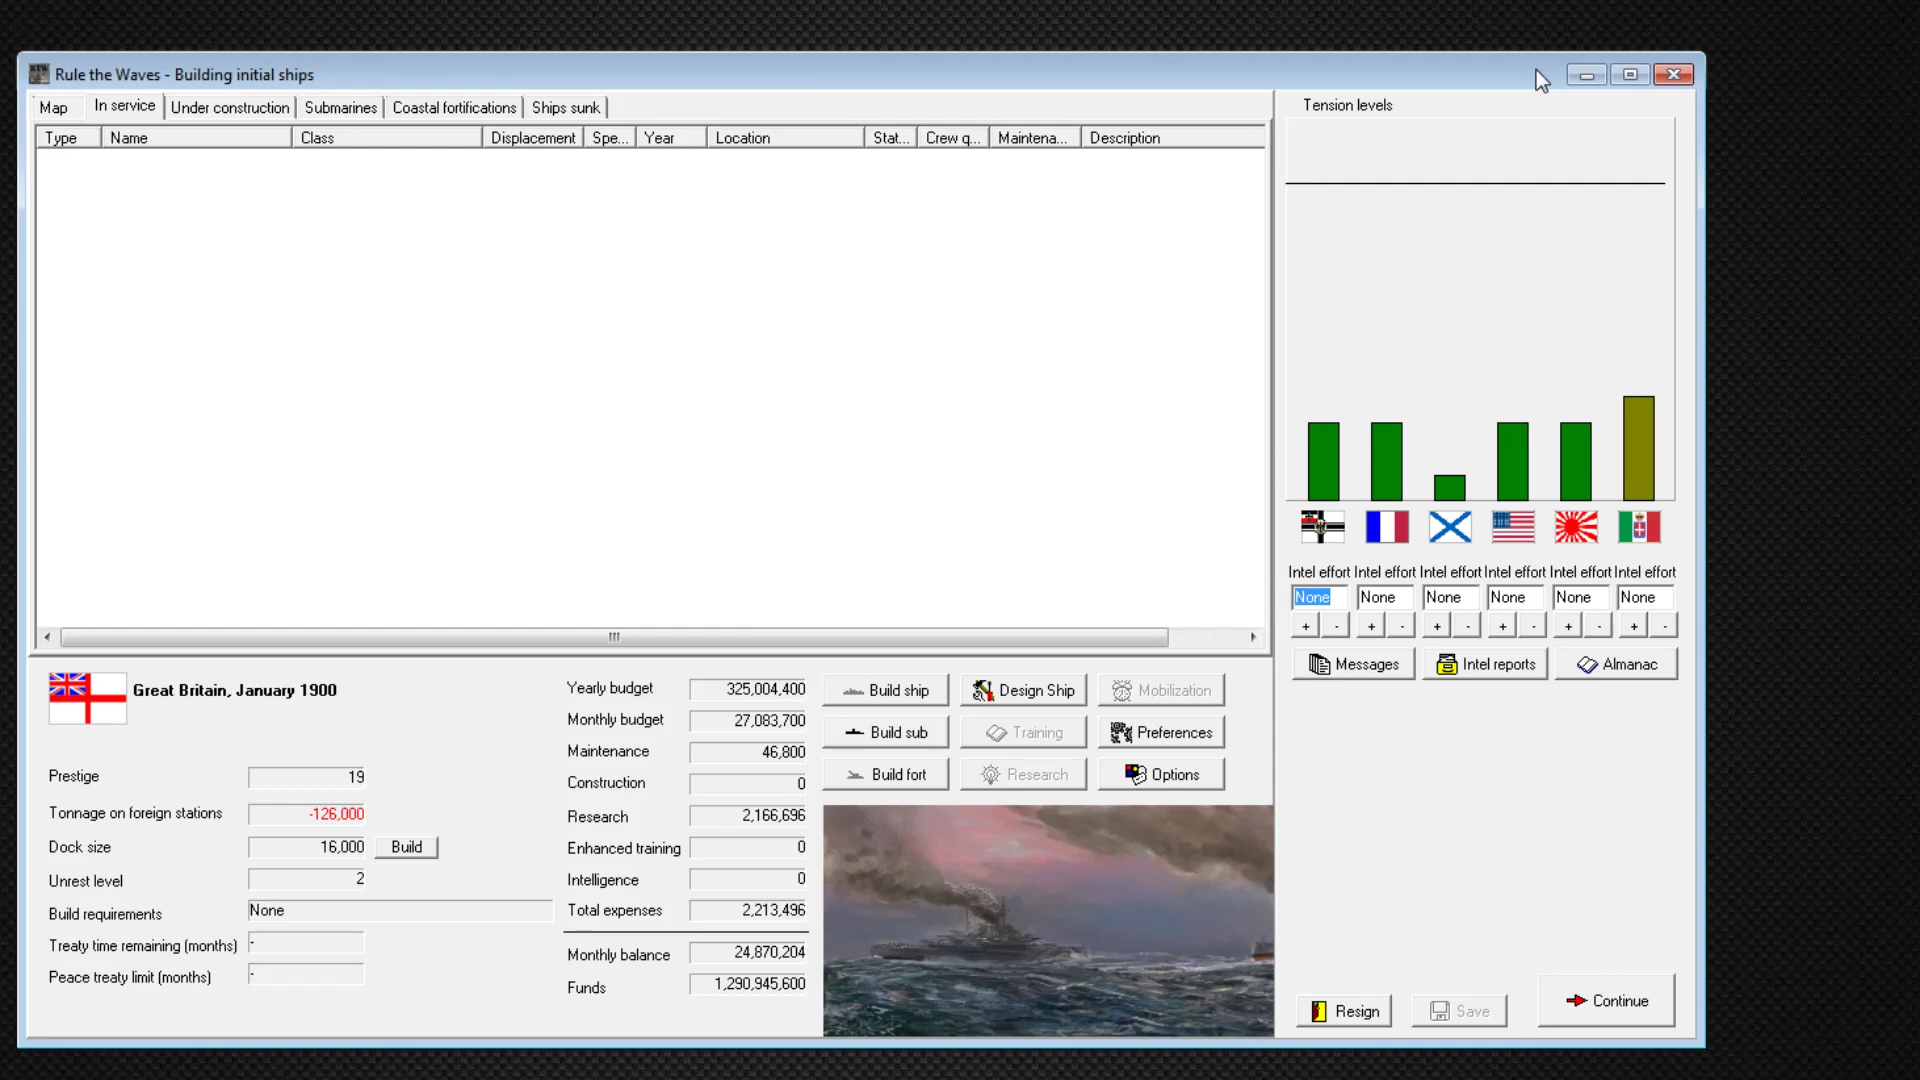 Rule the Waves - Building initial ships
Map In service Under construction Submarines Coastal fortifications Ships sunk
Type Name Class Displacement Spe... Year Location Stat... Crew q... Maintena... Description
Tension levels
Intel effort Intel effort Intel effort Intel effort Intel effort Intel effort
None None None None None None
+ - + - + - + - + - + -
Messages Intel reports Almanac
Great Britain, January 1900
Prestige 19
Tonnage on foreign stations -126,000
Dock size 16,000 Build
Unrest level 2
Build requirements None
Treaty time remaining (months) -
Peace treaty limit (months) -
Yearly budget 325,004,400
Monthly budget 27,083,700
Maintenance 46,800
Construction 0
Research 2,166,696
Enhanced training 0
Intelligence 0
Total expenses 2,213,496
Monthly balance 24,870,204
Funds 1,290,945,600
Build ship Design Ship Mobilization
Build sub Training Preferences
Build fort Research Options
Resign Save Continue